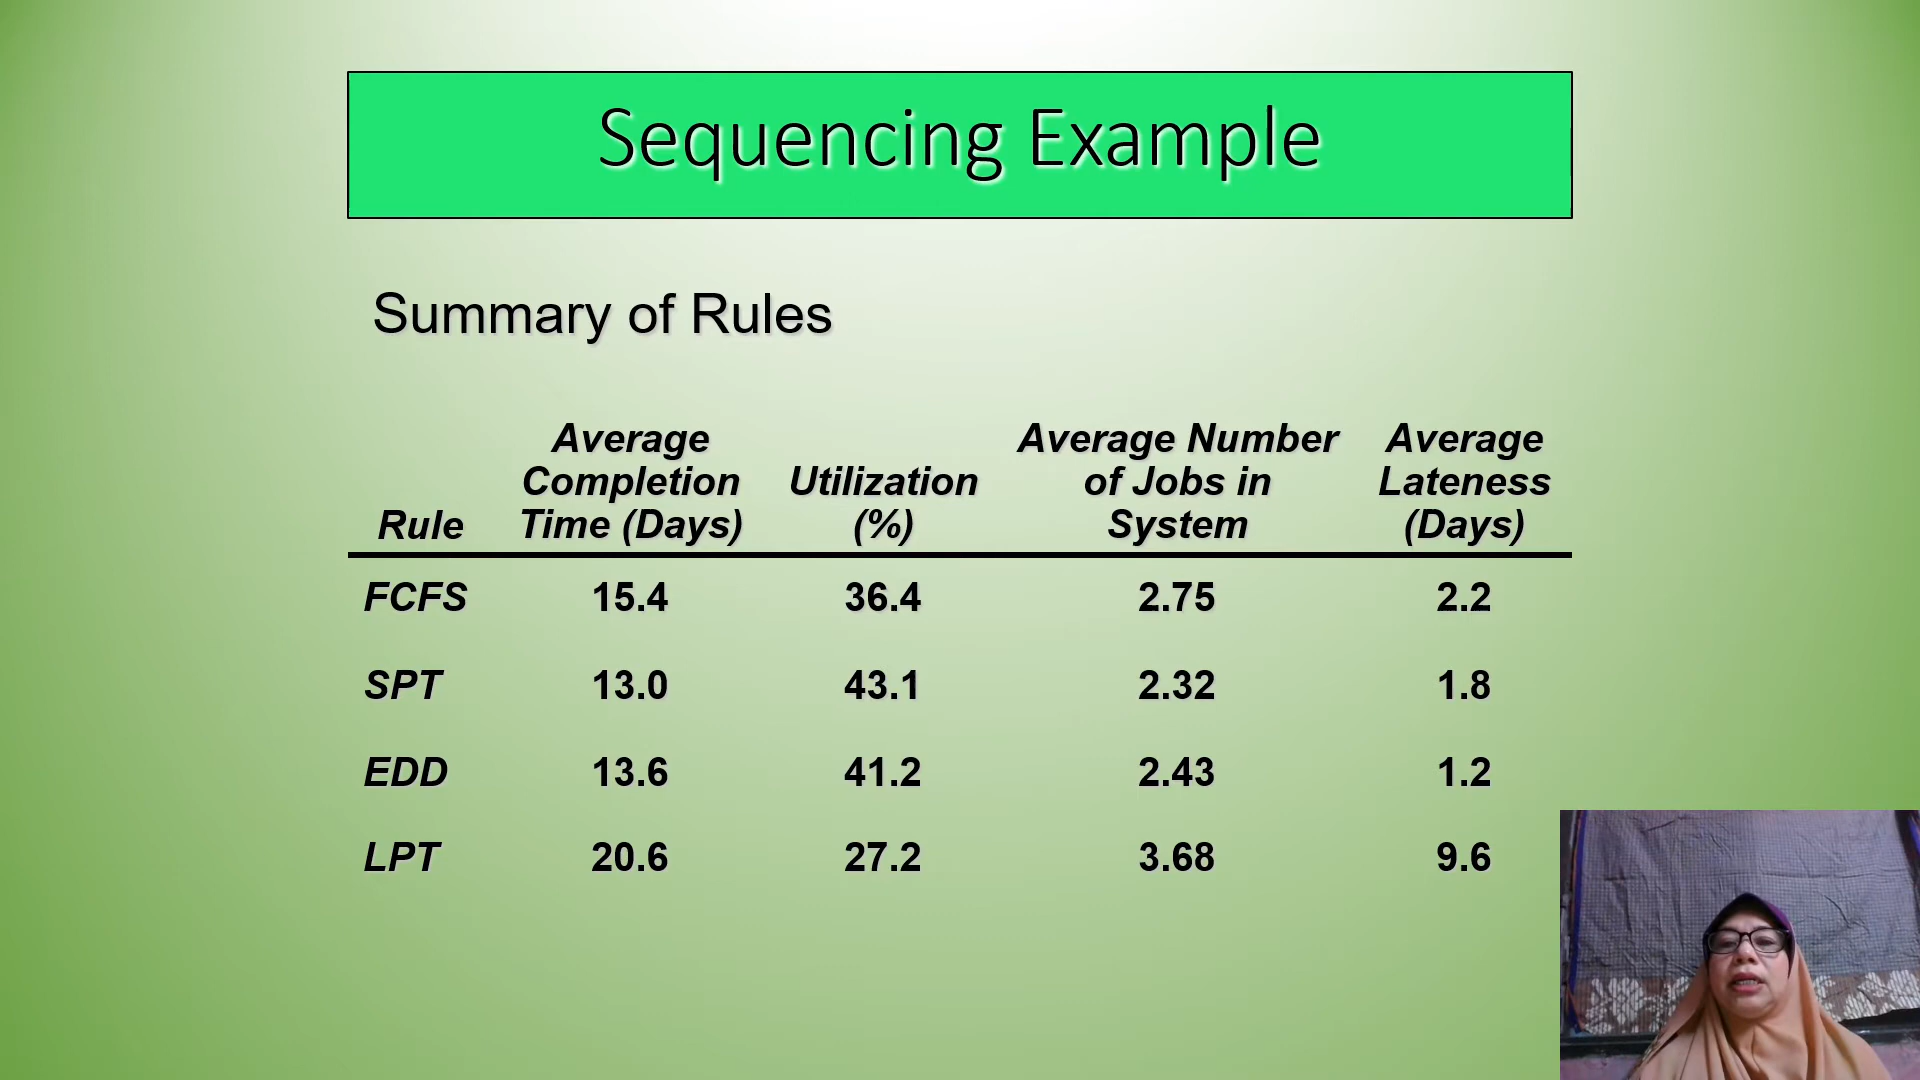 Sequencing Example
Summary of Rules
Average Completion Time (Days)
Utilization (%)
Average Number of Jobs in System
Average Lateness (Days)
Rule
FCFS 15.4 36.4 2.75 2.2
SPT 13.0 43.1 2.32 1.8
EDD 13.6 41.2 2.43 1.2
LPT 20.6 27.2 3.68 9.6